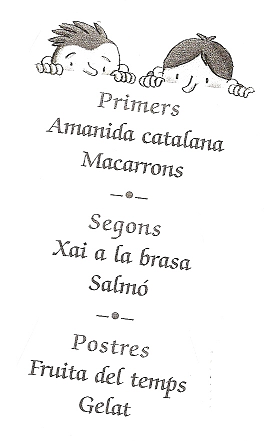 Primers
Amanida catalana
Macarrons
Segons
Xai a la brasa
Salmó
Postres
Fruita del temps
Gelat